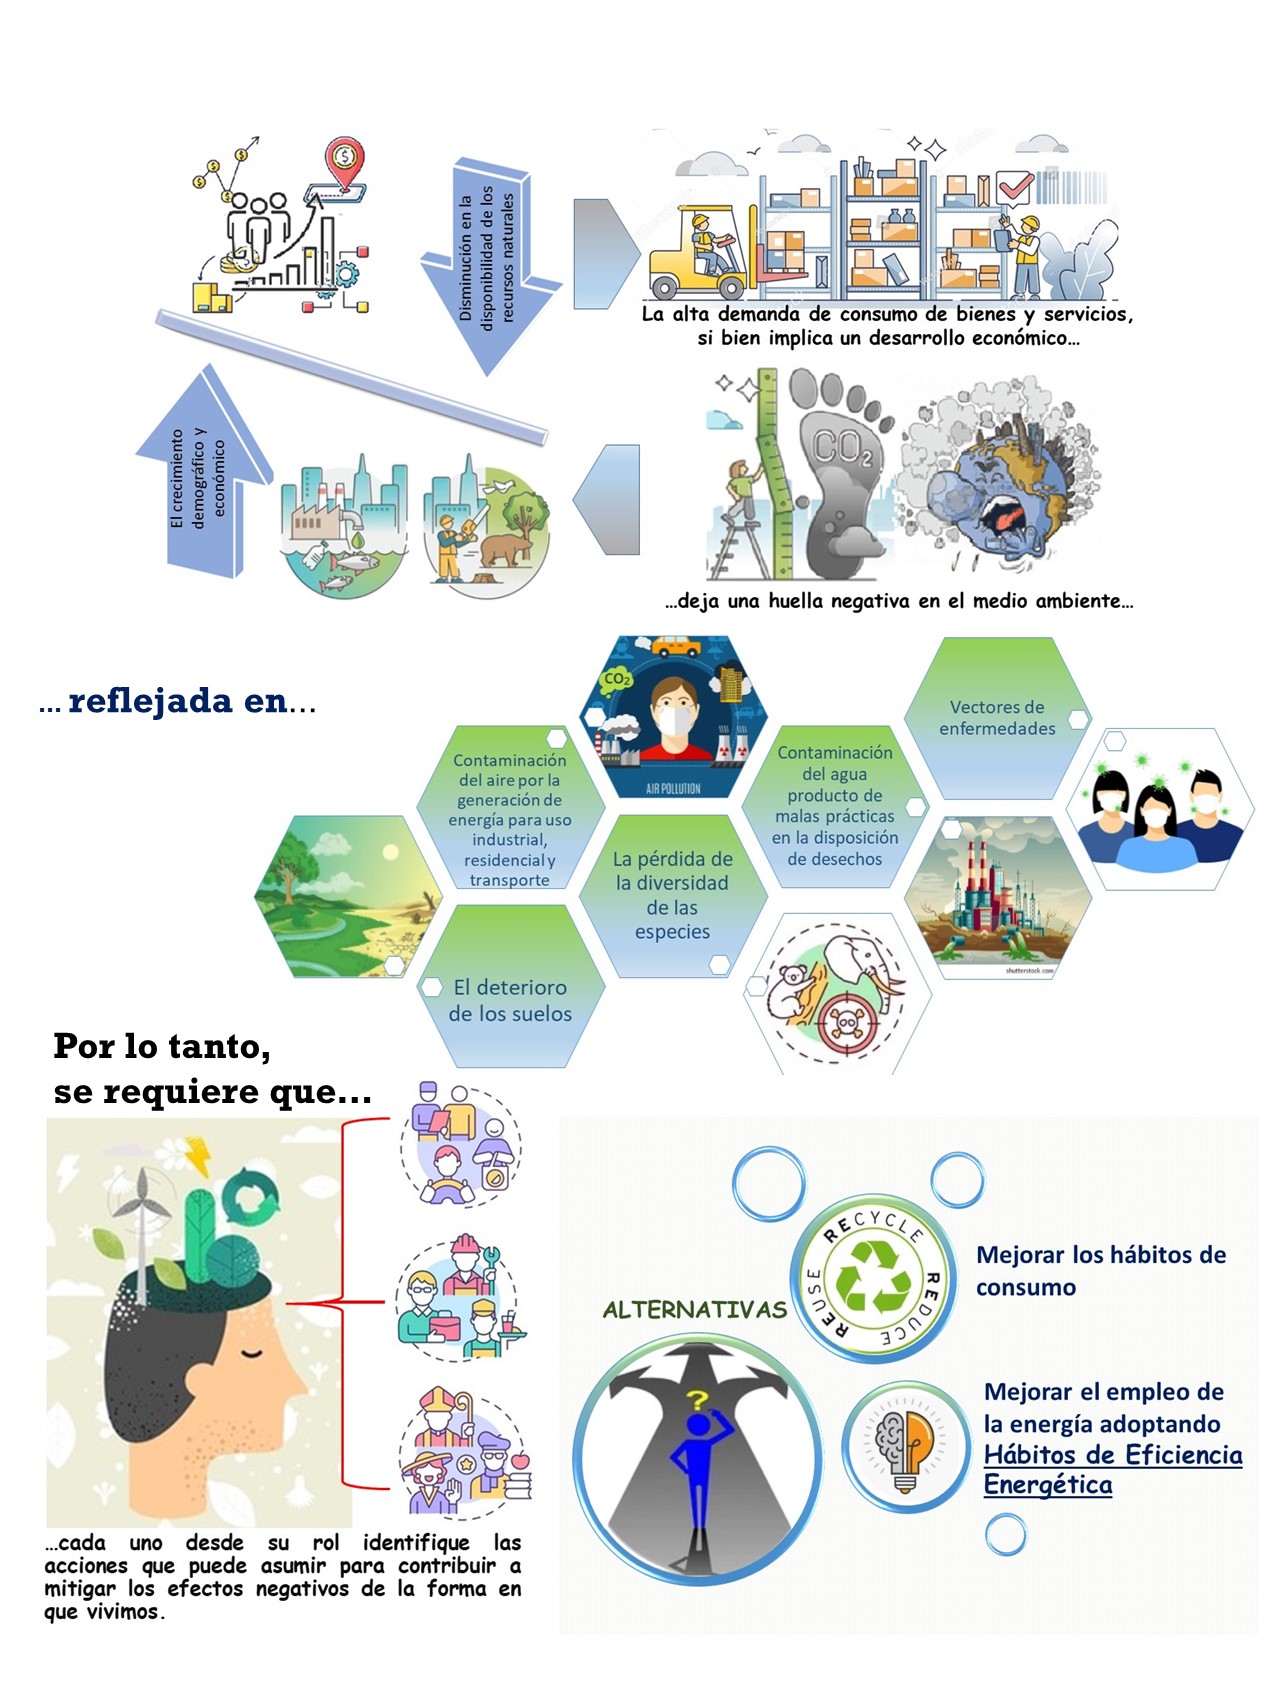 Disminución en la
disponibilidad de los
recursos naturales
La alta demanda de consumo de bienes y servicios,
si bien implica un desarrollo económico...
El crecimiento
demográfico y
económico
CO2
...deja una huella negativa en el medio ambiente...
... reflejada en...
CO2
AIR POLLUTION
Vectores de
enfermedades
Contaminación
del aire por la
generación de
energía para uso
industrial,
residencial y
transporte
Contaminación
del agua
producto de
malas prácticas
en la disposición
de desechos
La pérdida de
la diversidad
de las
especies
shutterstock.com
El deterioro
de los suelos
Por lo tanto,
se requiere que...
...cada uno desde su rol identifique las
acciones que puede asumir para contribuir a
mitigar los efectos negativos de la forma en
que vivimos.
ALTERNATIVAS
?
RECYCLE
REDUCE
REUSE
Mejorar los hábitos de
consumo
Mejorar el empleo de
la energía adoptando
Hábitos de Eficiencia
Energética